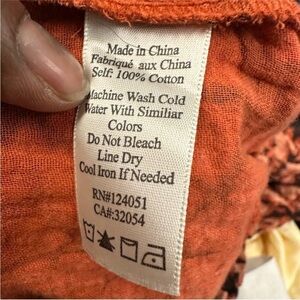 Made in China
Fabriqué aux China
Self: 100% Cotton
Machine Wash Cold
Water With Similiar
Colors
Do Not Bleach
Line Dry
Cool Iron If Needed
RN#124051
CA#:32054